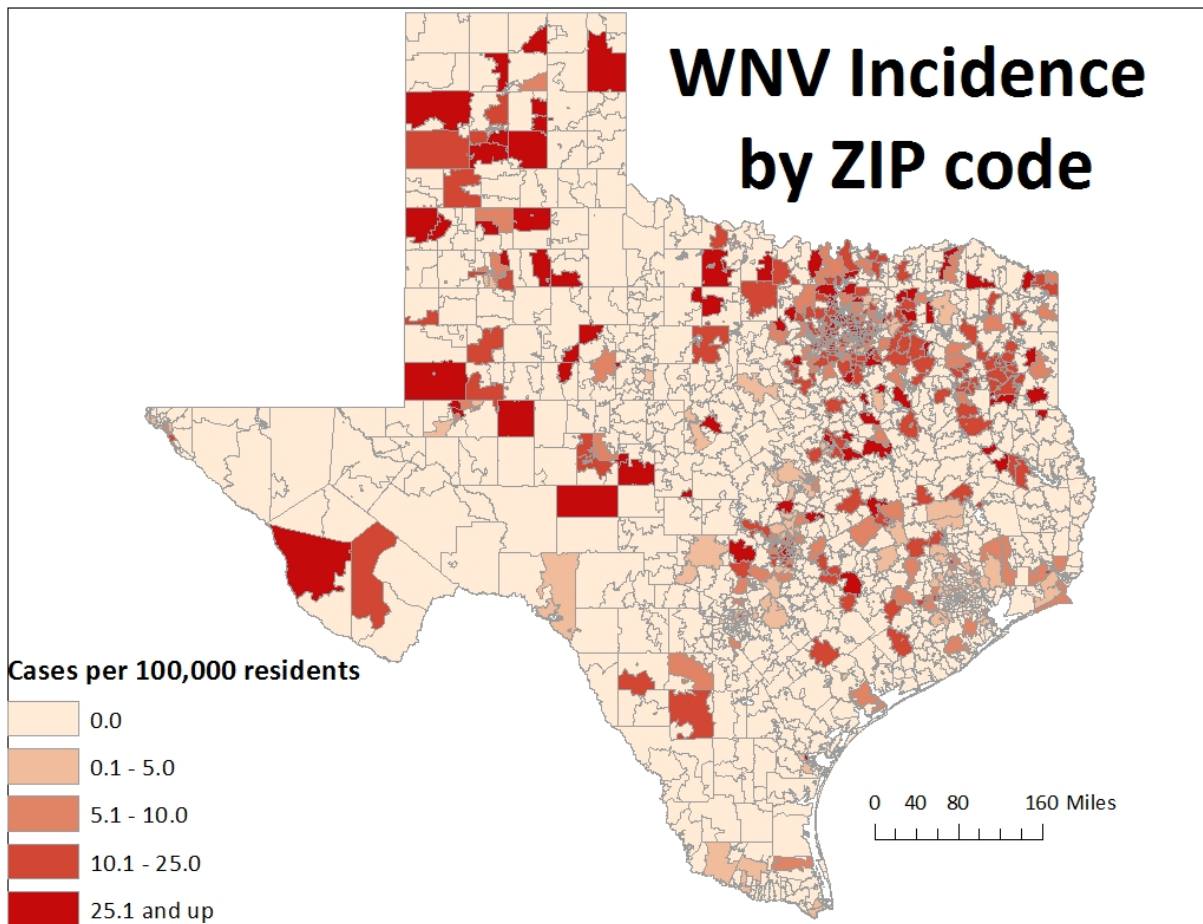 WNV Incidence
by ZIP code
Cases per 100,000 residents
0.0
0.1 - 5.0
5.1 - 10.0
10.1 - 25.0
25.1 and up
0 40 80 160 Miles